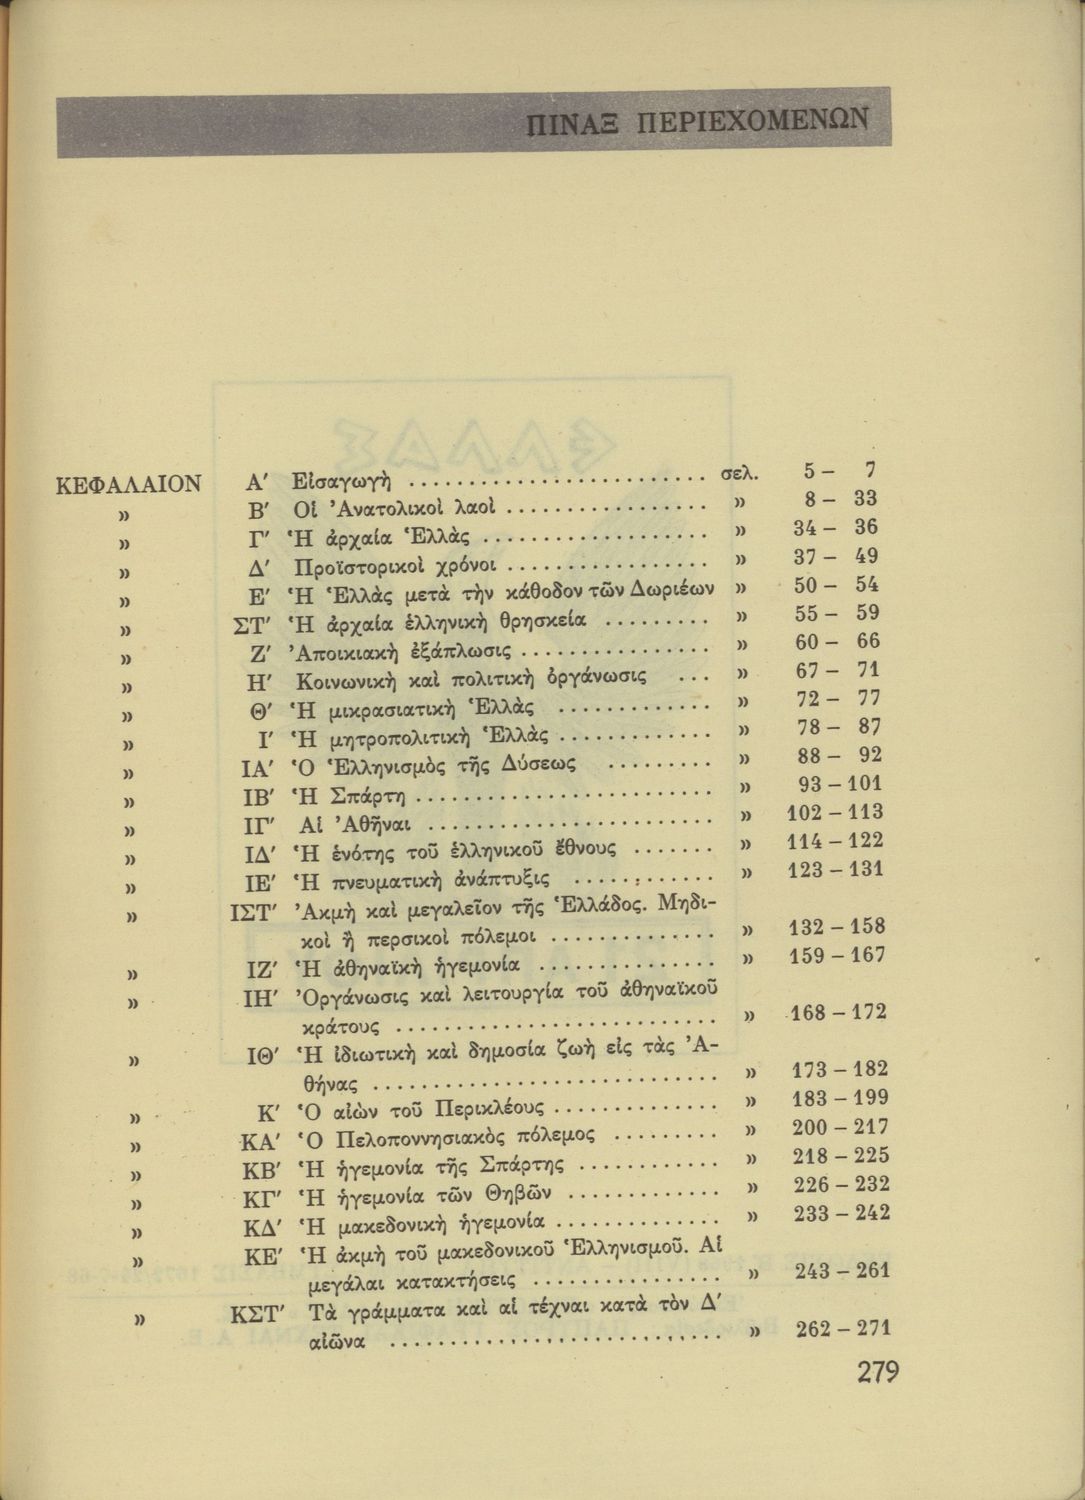 ΠΙΝΑΞ ΠΕΡΙΕΧΟΜΕΝΩΝ
ΚΕΦΑΛΑΙΟΝ Α′ Εἰσαγωγὴ ......................... σελ. 5 – 7
» Β′ Οἱ Ἀνατολικοὶ λαοὶ ................. » 8 – 33
» Γ′ Ἡ ἀρχαία Ἑλλὰς ................... » 34 – 36
» Δ′ Προϊστορικοὶ χρόνοι ................. » 37 – 49
» Ε′ Ἡ Ἑλλὰς μετὰ τὴν κάθοδον τῶν Δωριέων » 50 – 54
» ΣΤ′ Ἡ ἀρχαία ἑλληνικὴ θρησκεία ......... » 55 – 59
» Ζ′ Ἀποικιακὴ ἐξάπλωσις ................ » 60 – 66
» Η′ Κοινωνικὴ καὶ πολιτικὴ ὀργάνωσις ... » 67 – 71
» Θ′ Ἡ μικρασιατικὴ Ἑλλὰς ............. » 72 – 77
» Ι′ Ἡ μητροπολιτικὴ Ἑλλὰς ............. » 78 – 87
» ΙΑ′ Ὁ Ἑλληνισμὸς τῆς Δύσεως ......... » 88 – 92
» ΙΒ′ Ἡ Σπάρτη ......................... » 93 – 101
» ΙΓ′ Αἱ Ἀθῆναι ........................ » 102 – 113
» ΙΔ′ Ἡ ἑνότης τοῦ ἑλληνικοῦ ἔθνους ....... » 114 – 122
» ΙΕ′ Ἡ πνευματικὴ ἀνάπτυξις ............ » 123 – 131
» ΙΣΤ′ Ἀκμὴ καὶ μεγαλεῖον τῆς Ἑλλάδος. Μηδι-
κοὶ ἢ περσικοὶ πόλεμοι .............. » 132 – 158
» ΙΖ′ Ἡ ἀθηναϊκὴ ἡγεμονία ............... » 159 – 167
» ΙΗ′ Ὀργάνωσις καὶ λειτουργία τοῦ ἀθηναϊκοῦ
κράτους ........................... » 168 – 172
» ΙΘ′ Ἡ ἰδιωτικὴ καὶ δημοσία ζωὴ εἰς τὰς Ἀ-
θήνας ............................. » 173 – 182
» Κ′ Ὁ αἰὼν τοῦ Περικλέους .............. » 183 – 199
» ΚΑ′ Ὁ Πελοποννησιακὸς πόλεμος ......... » 200 – 217
» ΚΒ′ Ἡ ἡγεμονία τῆς Σπάρτης ............ » 218 – 225
» ΚΓ′ Ἡ ἡγεμονία τῶν Θηβῶν ............. » 226 – 232
» ΚΔ′ Ἡ μακεδονικὴ ἡγεμονία .............. » 233 – 242
» ΚΕ′ Ἡ ἀκμὴ τοῦ μακεδονικοῦ Ἑλληνισμοῦ. Αἱ
μεγάλαι κατακτήσεις ................ » 243 – 261
» ΚΣΤ′ Τὰ γράμματα καὶ αἱ τέχναι κατὰ τὸν Δ′
αἰῶνα ............................ » 262 – 271
279